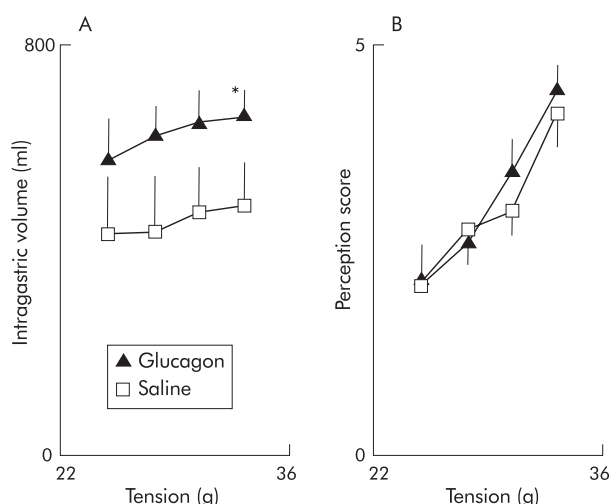 A
800
Intragastric volume (ml)
*
Glucagon
Saline
0
22
36
Tension (g)
B
5
Perception score
0
22
36
Tension (g)